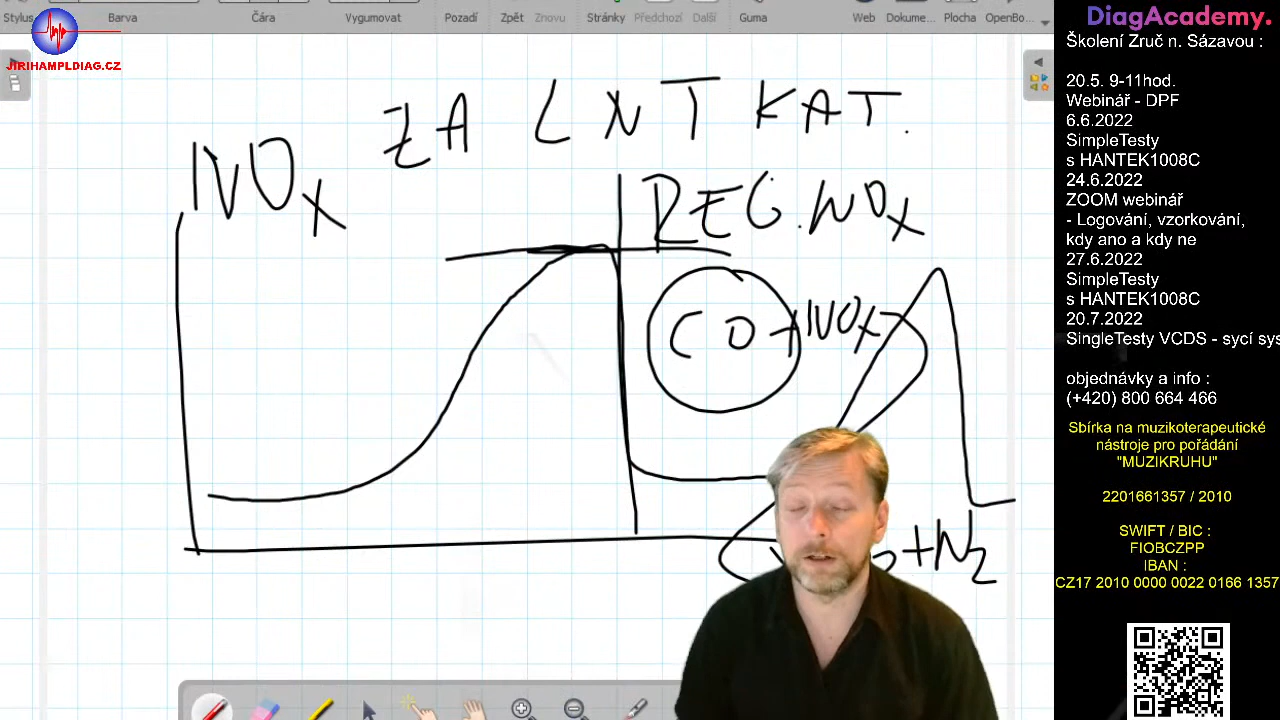 Stylus
Barva
Čára
Vygumovat
Pozadí
Zpět
Znovu
Stránky
Předchozí
Další
Guma
Web
Dokume...
Plocha
OpenBo...
JIRIHAMPLDIAG.CZ
ZA LNT KAT.
NOx
REG. NOx
CO + NOx
+ N2
DiagAcademy.
Školení Zruč n. Sázavou :
20.5. 9-11hod.
Webinář - DPF
6.6.2022
SimpleTesty
s HANTEK1008C
24.6.2022
ZOOM webinář
- Logování, vzorkování,
kdy ano a kdy ne
27.6.2022
SimpleTesty
s HANTEK1008C
20.7.2022
SingleTesty VCDS - sycí sys
objednávky a info :
(+420) 800 664 466
Sbírka na muzikoterapeutické
nástroje pro pořádání
"MUZIKRUHU"
2201661357 / 2010
SWIFT / BIC :
FIOBCZPP
IBAN :
CZ17 2010 0000 0022 0166 1357